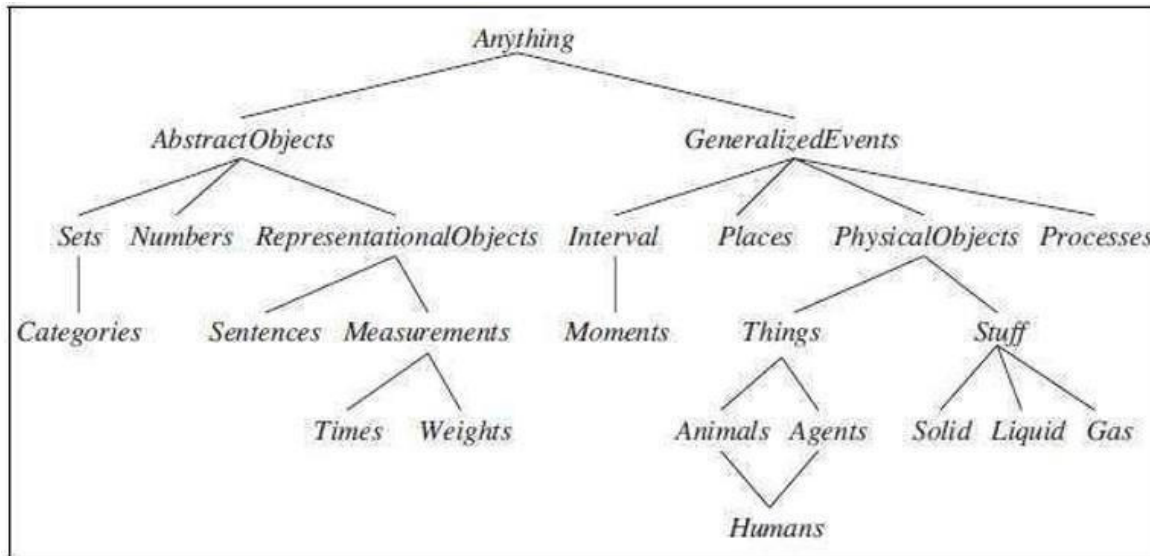 Anything
AbstractObjects GeneralizedEvents
Sets Numbers RepresentationalObjects Interval Places PhysicalObjects Processes
Categories Sentences Measurements Moments Things Stuff
Times Weights Animals Agents Solid Liquid Gas
Humans